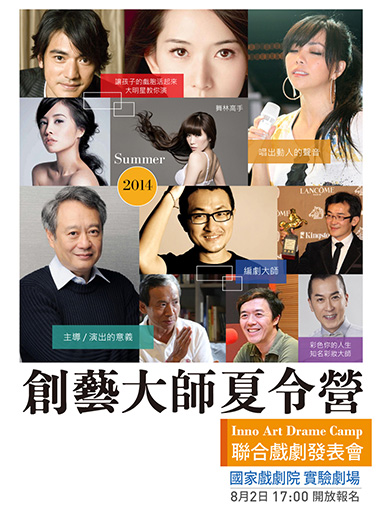 讓孩子的戲胞活起來
大明星教你演
舞林高手
唱出動人的聲音
Summer
2014
LANCOME
Kingston
編劇大師
主導 / 演出的意義
彩色你的人生
知名彩妝大師
創藝大師夏令營
Inno Art Drame Camp
聯合戲劇發表會
國家戲劇院 實驗劇場
8月2日 17:00 開放報名